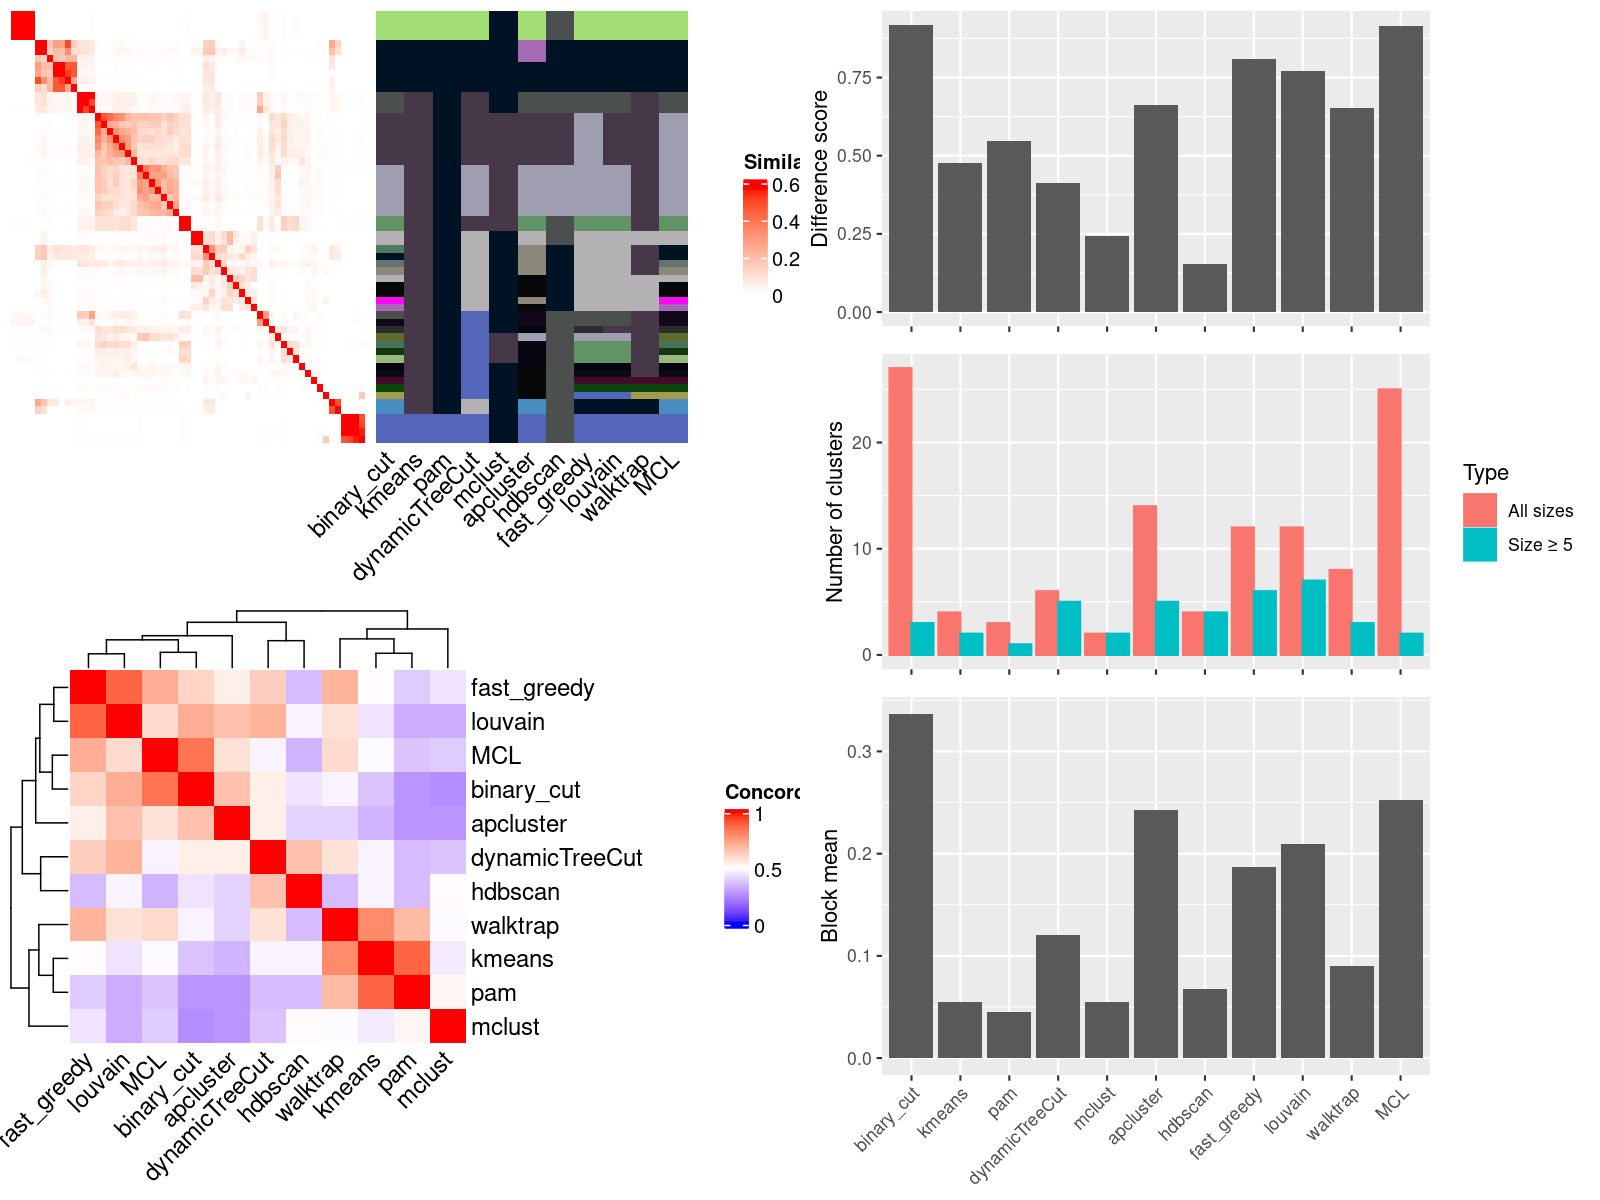 Simila
0.6
0.4
0.2
0
binary_cut
kmeans
pam
dynamicTreeCut
mclust
apcluster
hdbscan
fast_greedy
louvain
walktrap
MCL
fast_greedy
louvain
MCL
binary_cut
apcluster
dynamicTreeCut
hdbscan
walktrap
kmeans
pam
mclust
fast_greedy
louvain
MCL
binary_cut
apcluster
dynamicTreeCut
hdbscan
walktrap
kmeans
pam
mclust
Concord
1
0.5
0
Difference score
0.75
0.50
0.25
0.00
Number of clusters
20
10
0
Type
All sizes
Size ≥ 5
Block mean
0.3
0.2
0.1
0.0
binary_cut
kmeans
pam
dynamicTreeCut
mclust
apcluster
hdbscan
fast_greedy
louvain
walktrap
MCL